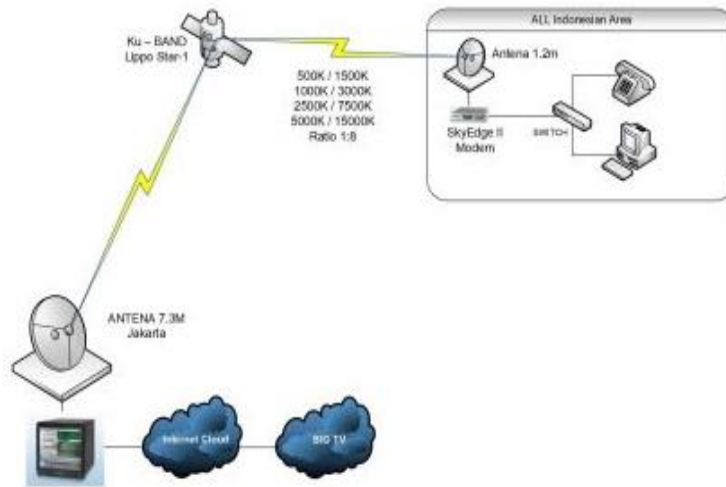 ALL Indonesian Area
Ku – BAND
Lippo Star-1
Antena 1.2m
500K / 1500K
1000K / 3000K
2500K / 7500K
5000K / 15000K
Ratio 1:8
SkyEdge II
Modem
SWITCH
ANTENA 7.3M
Jakarta
Internet Cloud
BIG TV